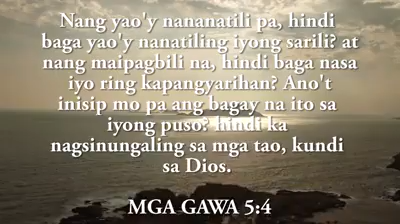 Nang yao'y nananatili pa, hindi
baga yao'y nanatiling iyong sarili? at
nang maipagbili na, hindi baga nasa
iyo ring kapangyarihan? Ano't
inisip mo pa ang bagay na ito sa
iyong puso? hindi ka
nagsinungaling sa mga tao, kundi
sa Dios.
MGA GAWA 5:4